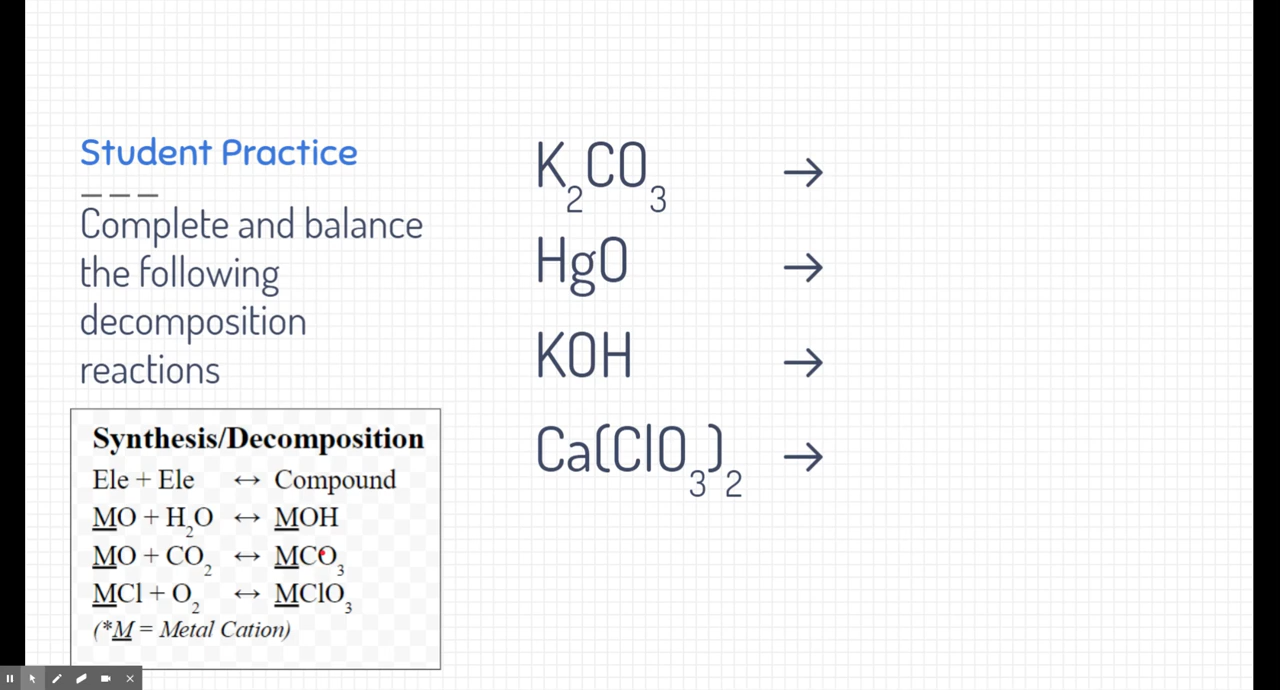 Student Practice
Complete and balance
the following
decomposition
reactions
Synthesis/Decomposition
Ele + Ele ↔ Compound
MO + H₂O ↔ MOH
MO + CO₂ ↔ MCO₃
MCl + O₂ ↔ MClO₃
(*M = Metal Cation)
K₂CO₃ →
HgO →
KOH →
Ca(ClO₃)₂ →